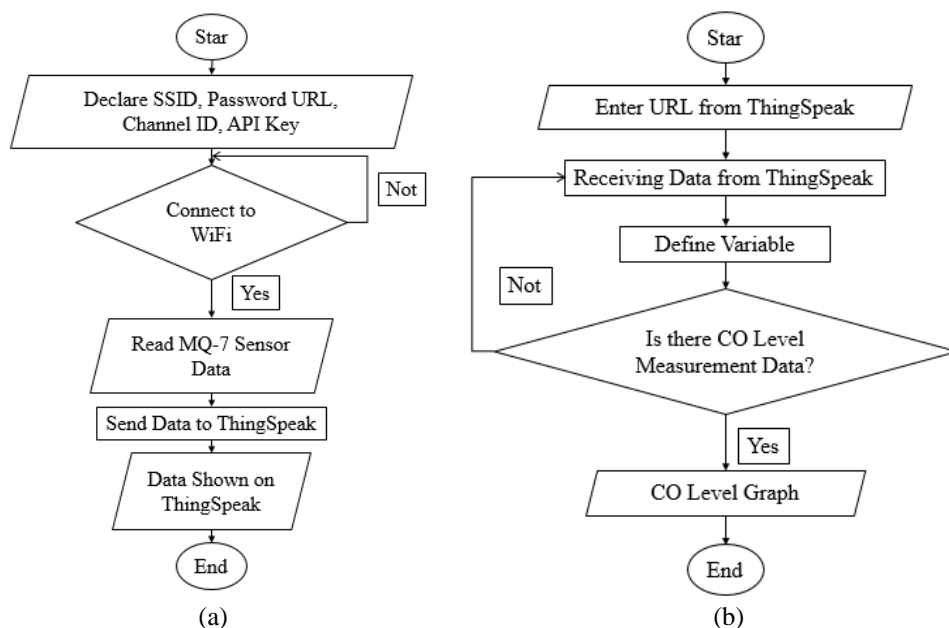 Star
Declare SSID, Password URL,
Channel ID, API Key
Not
Connect to
WiFi
Yes
Read MQ-7 Sensor
Data
Send Data to ThingSpeak
Data Shown on
ThingSpeak
End
(a)
Star
Enter URL from ThingSpeak
Receiving Data from ThingSpeak
Define Variable
Not
Is there CO Level
Measurement Data?
Yes
CO Level Graph
End
(b)